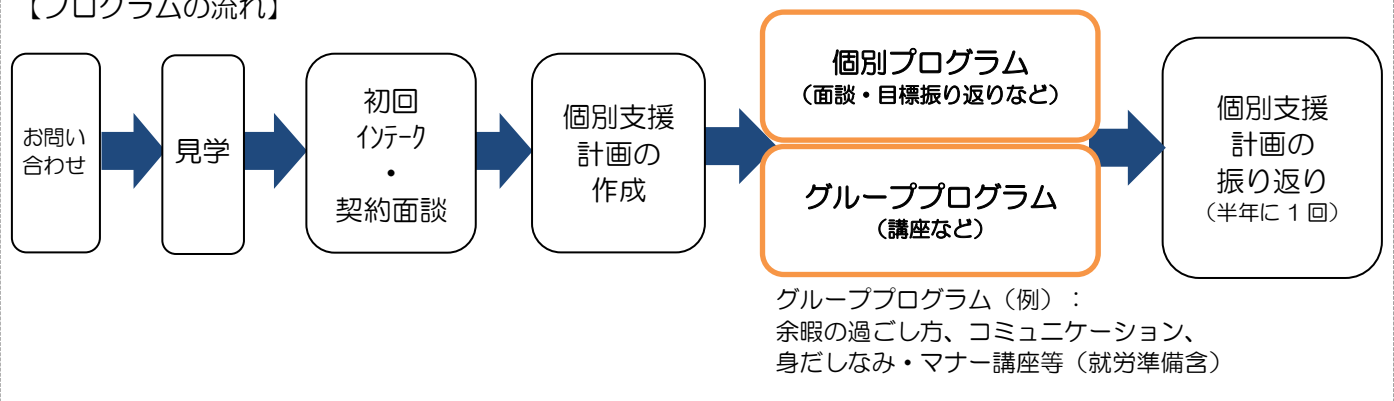 【プログラムの流れ】
お問い
合わせ
見学
初回
ｲﾝﾃｰｸ
・
契約面談
個別支援
計画の
作成
個別プログラム
（面談・目標振り返りなど）
グループプログラム
（講座など）
個別支援
計画の
振り返り
（半年に 1 回）
グループプログラム（例）：
余暇の過ごし方、コミュニケーション、
身だしなみ・マナー講座等（就労準備含）